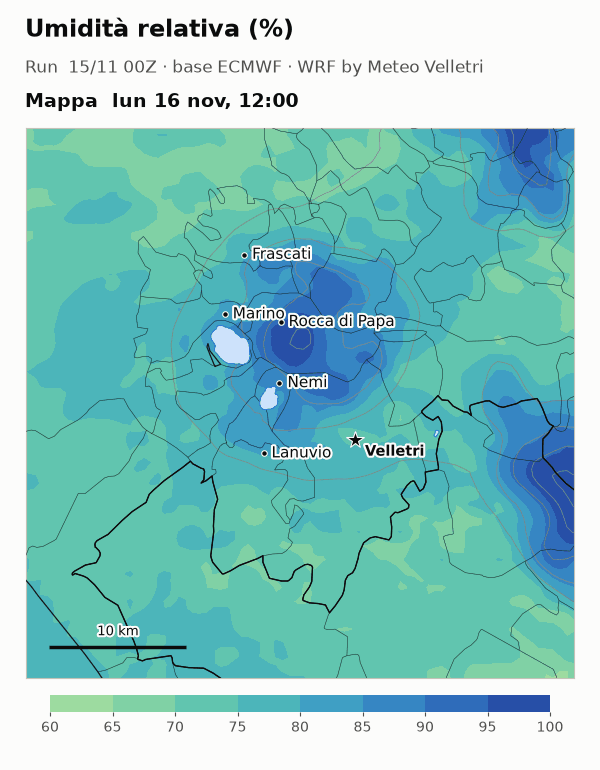 Umidità relativa (%)
Run  15/11 00Z · base ECMWF · WRF by Meteo Velletri
Mappa  lun 16 nov, 12:00
Frascati
Marino
Rocca di Papa
Nemi
Velletri
Lanuvio
10 km
60 65 70 75 80 85 90 95 100